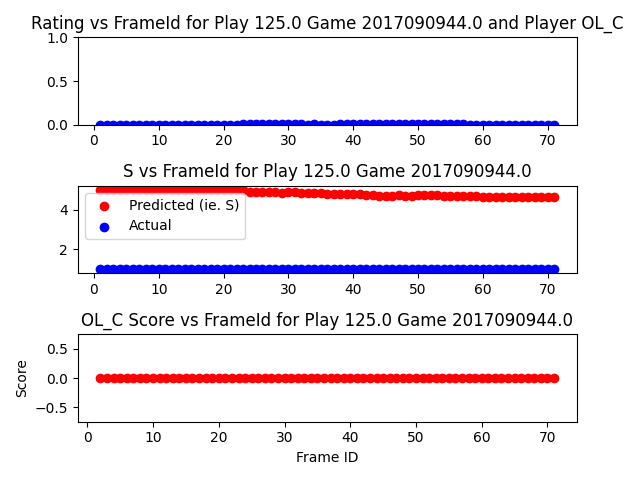 Rating vs FrameId for Play 125.0 Game 2017090944.0 and Player OL_C
1.0
0.5
0.0
0 10 20 30 40 50 60 70
S vs FrameId for Play 125.0 Game 2017090944.0
4
2
Predicted (ie. S)
Actual
0 10 20 30 40 50 60 70
OL_C Score vs FrameId for Play 125.0 Game 2017090944.0
Score
0.5
0.0
−0.5
0 10 20 30 40 50 60 70
Frame ID